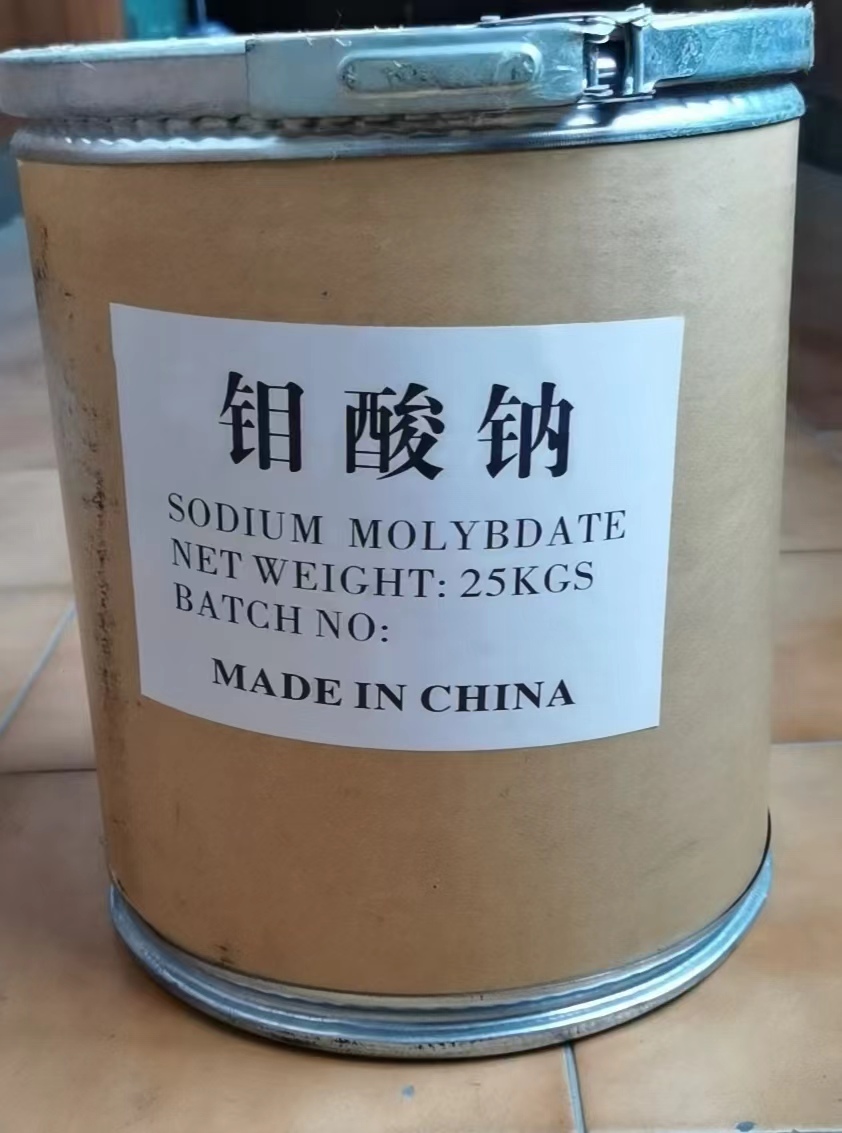 钼酸钠
SODIUM MOLYBDATE
NET WEIGHT: 25KGS
BATCH NO:
MADE IN CHINA